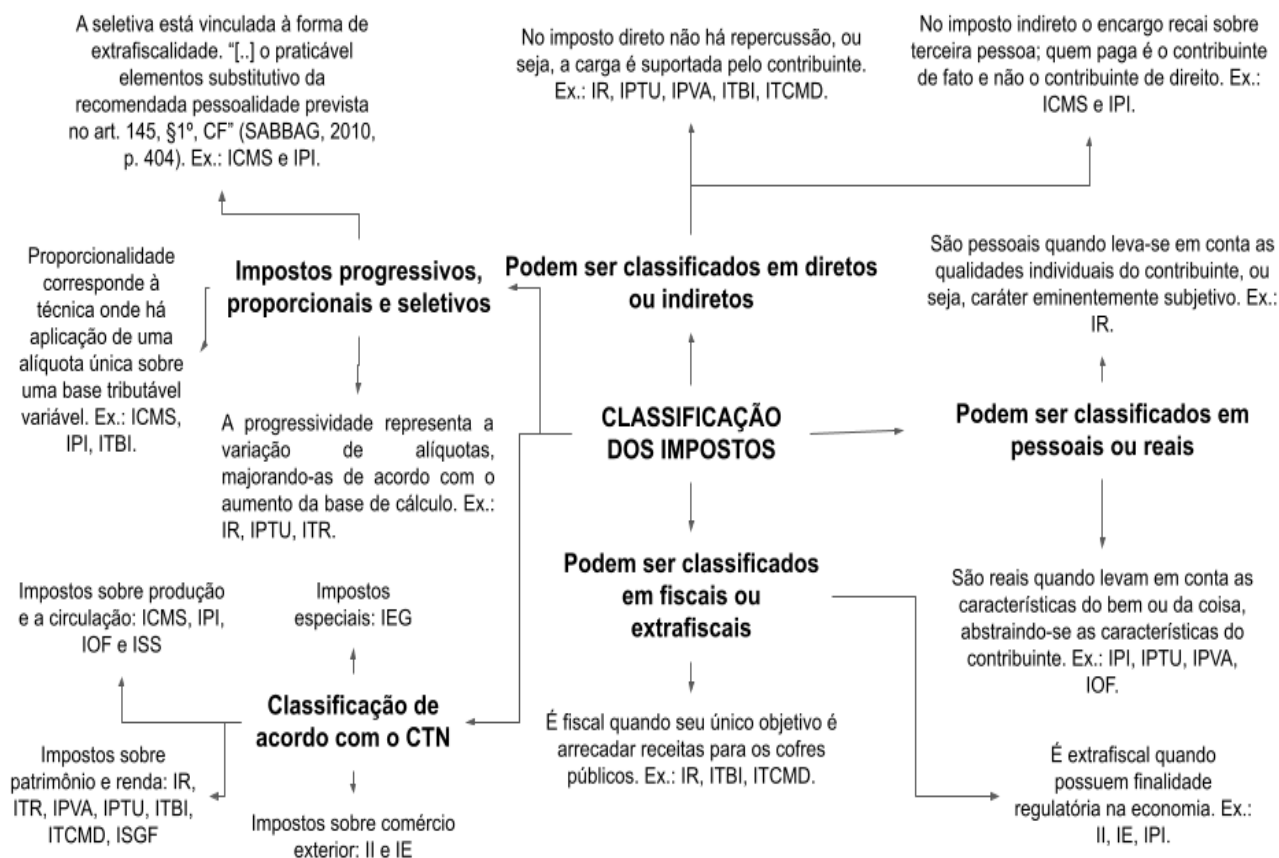 A seletiva está vinculada à forma de
extrafiscalidade. “[..] o praticável
elementos substitutivo da
recomendada pessoalidade prevista
no art. 145, §1º, CF” (SABBAG, 2010,
p. 404). Ex.: ICMS e IPI.
No imposto direto não há repercussão, ou
seja, a carga é suportada pelo contribuinte.
Ex.: IR, IPTU, IPVA, ITBI, ITCMD.
No imposto indireto o encargo recai sobre
terceira pessoa; quem paga é o contribuinte
de fato e não o contribuinte de direito. Ex.:
ICMS e IPI.
Proporcionalidade
corresponde à
técnica onde há
aplicação de uma
alíquota única sobre
uma base tributável
variável. Ex.: ICMS,
IPI, ITBI.
Impostos progressivos,
proporcionais e seletivos
Podem ser classificados em diretos
ou indiretos
São pessoais quando leva-se em conta as
qualidades individuais do contribuinte, ou
seja, caráter eminentemente subjetivo. Ex.:
IR.
A progressividade representa a
variação de alíquotas,
majorando-as de acordo com o
aumento da base de cálculo. Ex.:
IR, IPTU, ITR.
CLASSIFICAÇÃO
DOS IMPOSTOS
Podem ser classificados em
pessoais ou reais
Impostos sobre produção
e a circulação: ICMS, IPI,
IOF e ISS
Impostos
especiais: IEG
Podem ser classificados
em fiscais ou
extrafiscais
São reais quando levam em conta as
características do bem ou da coisa,
abstraindo-se as características do
contribuinte. Ex.: IPI, IPTU, IPVA,
IOF.
Classificação de
acordo com o CTN
Impostos sobre
patrimônio e renda: IR,
ITR, IPVA, IPTU, ITBI,
ITCMD, ISGF
Impostos sobre comércio
exterior: II e IE
É fiscal quando seu único objetivo é
arrecadar receitas para os cofres
públicos. Ex.: IR, ITBI, ITCMD.
É extrafiscal quando
possuem finalidade
regulatória na economia. Ex.:
II, IE, IPI.